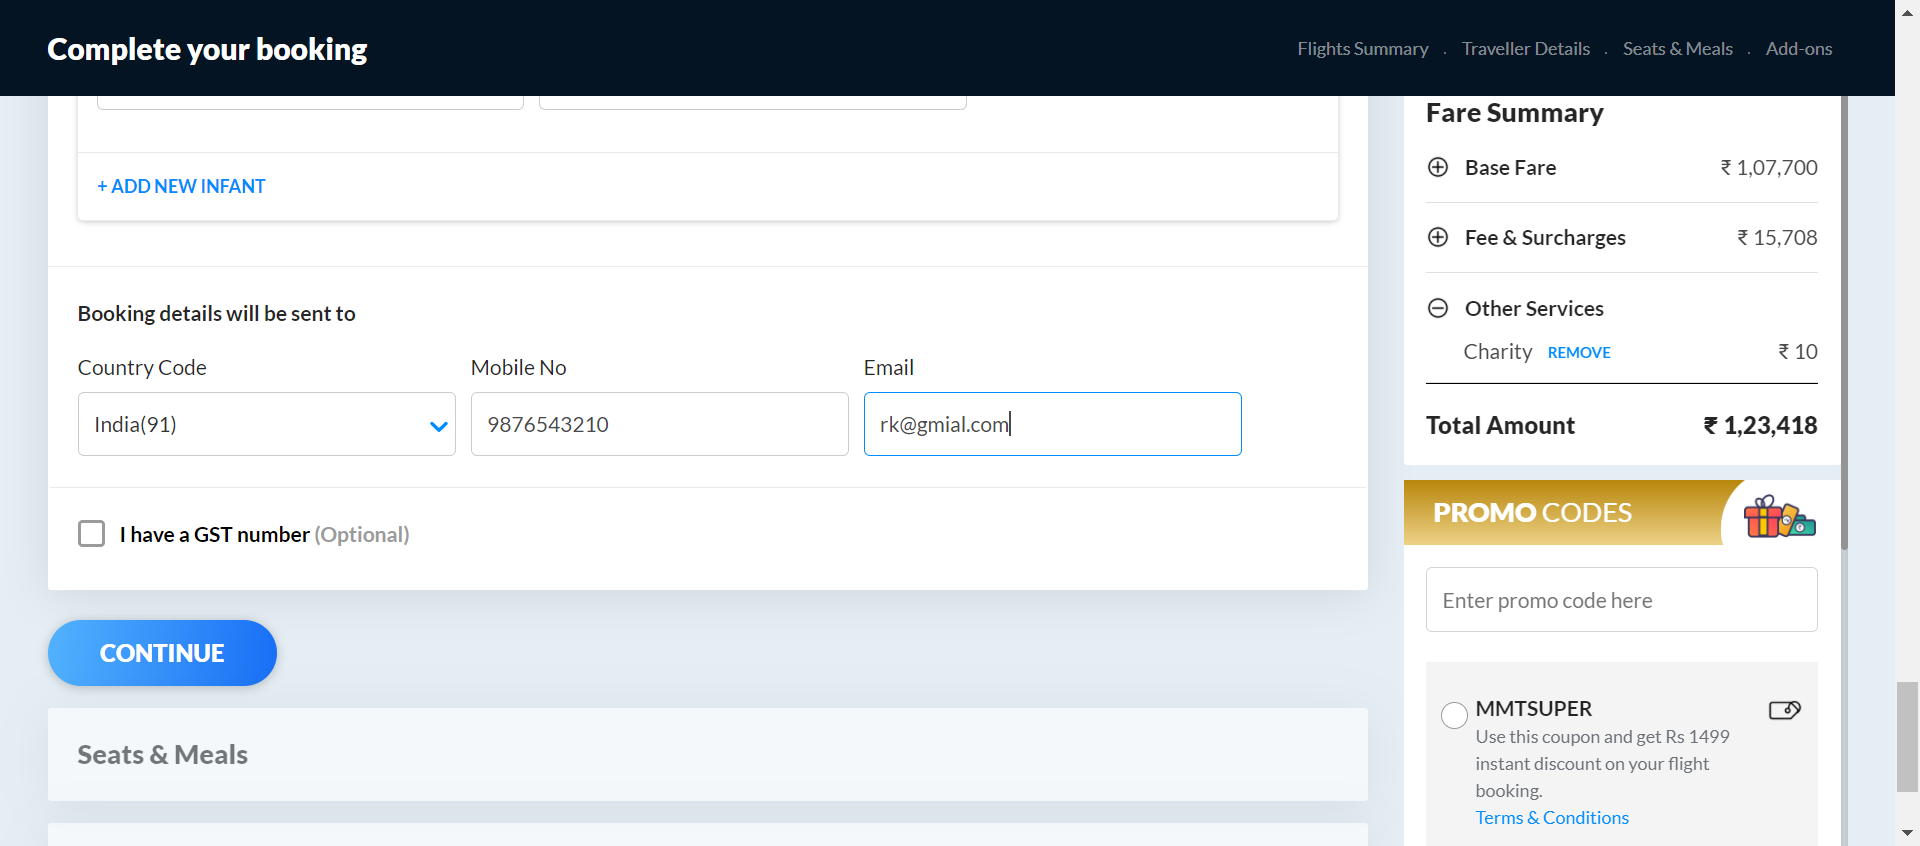 Complete your booking
Flights Summary . Traveller Details . Seats & Meals . Add-ons
+ ADD NEW INFANT
Booking details will be sent to
Country Code
Mobile No
Email
India(91)
9876543210
rk@gmial.com
I have a GST number (Optional)
CONTINUE
Seats & Meals
Fare Summary
Base Fare
₹ 1,07,700
Fee & Surcharges
₹ 15,708
Other Services
Charity REMOVE
₹ 10
Total Amount
₹ 1,23,418
PROMO CODES
Enter promo code here
MMTSUPER
Use this coupon and get Rs 1499
instant discount on your flight
booking.
Terms & Conditions